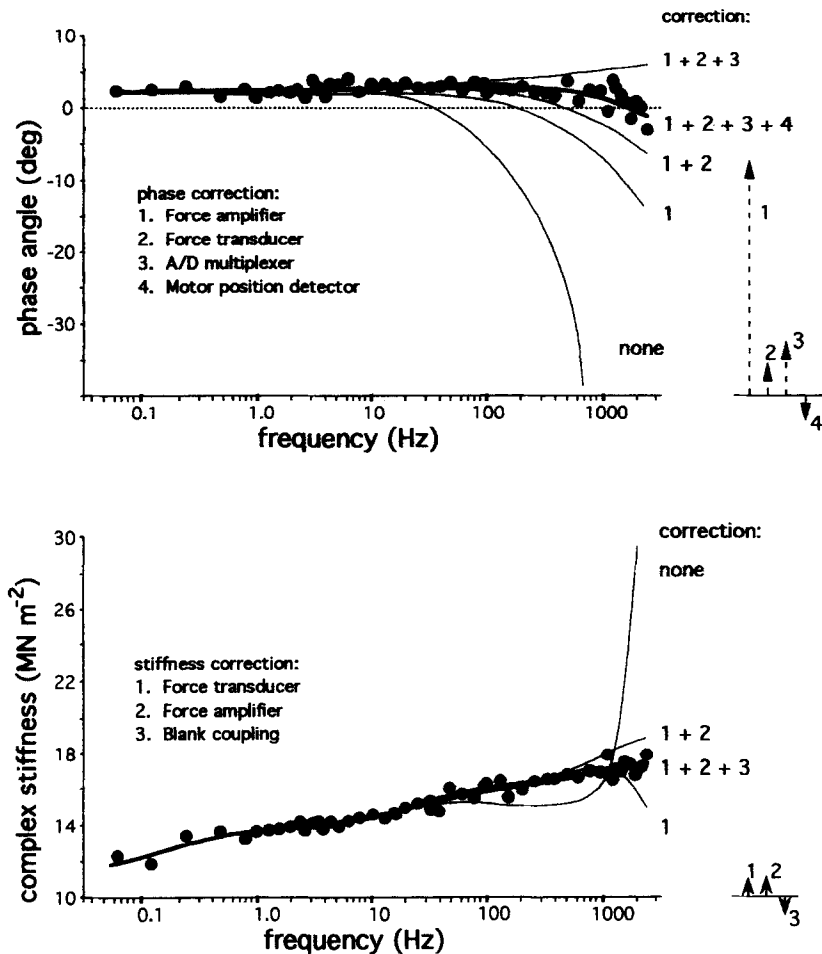 correction:
10
0
-10
-20
-30
phase angle (deg)
1 + 2 + 3
1 + 2 + 3 + 4
1 + 2
1
none
phase correction:
1. Force amplifier
2. Force transducer
3. A/D multiplexer
4. Motor position detector
1
2
3
4
0.1
1.0
10
100
1000
frequency (Hz)
30
26
22
18
14
10
complex stiffness (MN m-2)
correction:
none
1 + 2
1 + 2 + 3
1
stiffness correction:
1. Force transducer
2. Force amplifier
3. Blank coupling
1
2
3
0.1
1.0
10
100
1000
frequency (Hz)